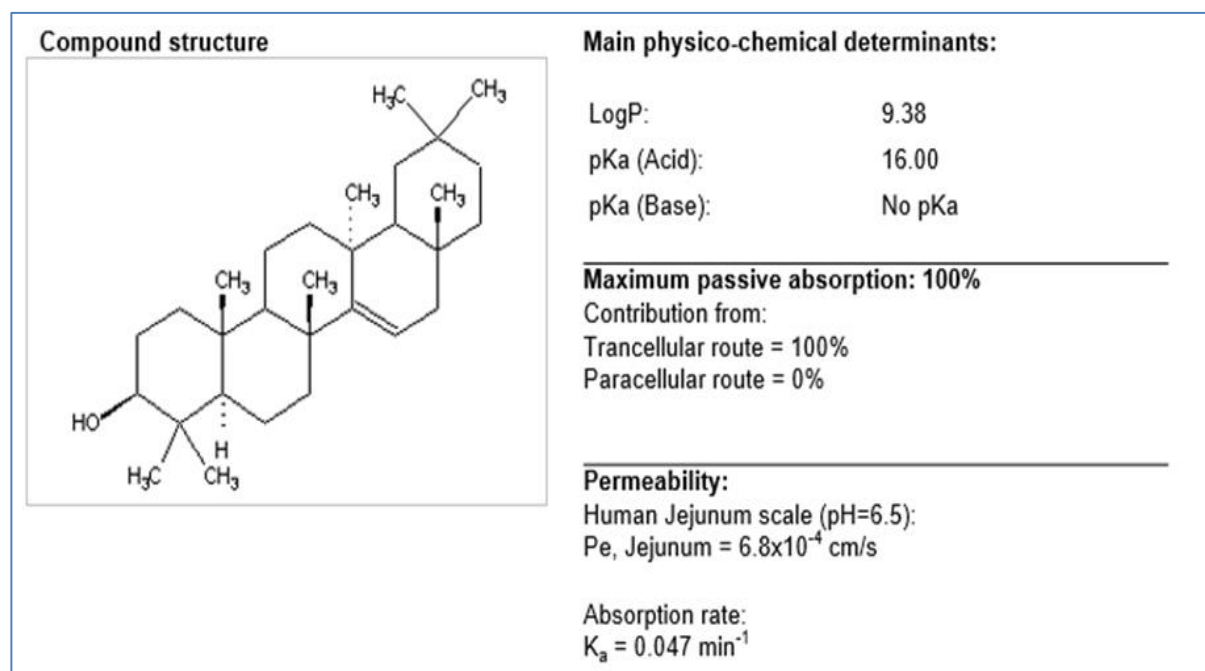 Compound structure
H₃C
CH₃
CH₃
CH₃
CH₃
CH₃
HO
H
H₃C
CH₃
Main physico-chemical determinants:
LogP: 9.38
pKa (Acid): 16.00
pKa (Base): No pKa
Maximum passive absorption: 100%
Contribution from:
Trancellular route = 100%
Paracellular route = 0%
Permeability:
Human Jejunum scale (pH=6.5):
Pe, Jejunum = 6.8x10⁻⁴ cm/s
Absorption rate:
Kₐ = 0.047 min⁻¹